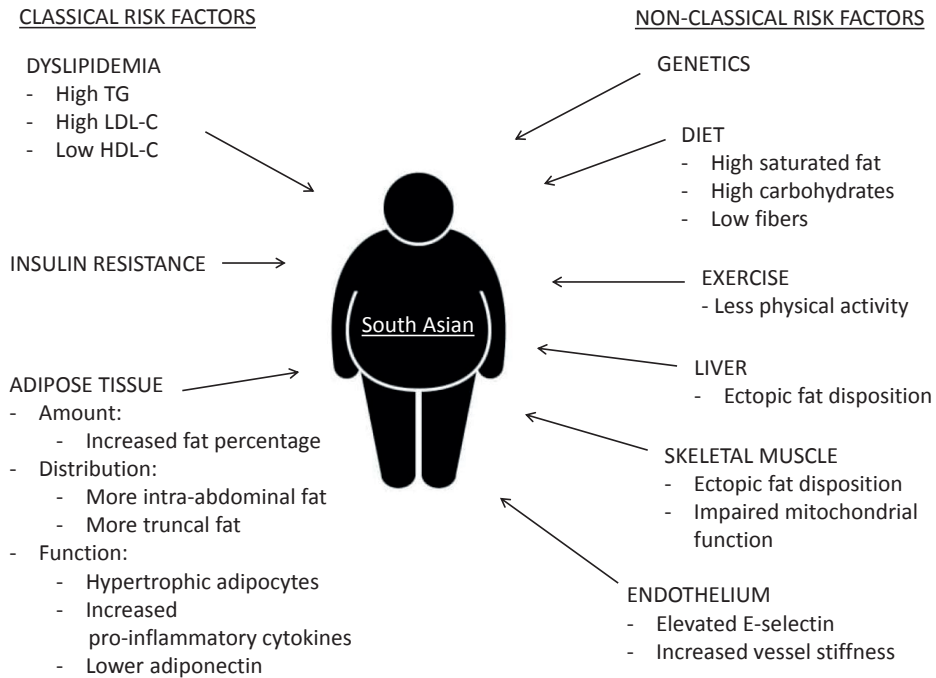 CLASSICAL RISK FACTORS
DYSLIPIDEMIA
- High TG
- High LDL-C
- Low HDL-C
INSULIN RESISTANCE
ADIPOSE TISSUE
- Amount:
- Increased fat percentage
- Distribution:
- More intra-abdominal fat
- More truncal fat
- Function:
- Hypertrophic adipocytes
- Increased
pro-inflammatory cytokines
- Lower adiponectin
South Asian
NON-CLASSICAL RISK FACTORS
GENETICS
DIET
- High saturated fat
- High carbohydrates
- Low fibers
EXERCISE
- Less physical activity
LIVER
- Ectopic fat disposition
SKELETAL MUSCLE
- Ectopic fat disposition
- Impaired mitochondrial
function
ENDOTHELIUM
- Elevated E-selectin
- Increased vessel stiffness